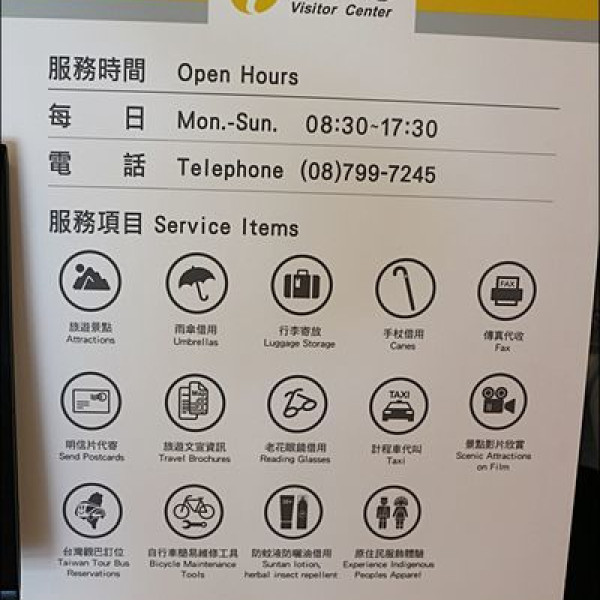 Visitor Center
服務時間 Open Hours
每 日 Mon.-Sun. 08:30~17:30
電 話 Telephone (08)799-7245
服務項目 Service Items
旅遊景點 雨傘借用 行李寄放 手杖借用 傳真代收
Attractions Umbrellas Luggage Storage Canes Fax
FAX
TAXI
明信片代寄 旅遊文宣資訊 老花眼鏡借用 計程車代叫 景點影片欣賞
Send Postcards Travel Brochures Reading Glasses Taxi Scenic Attractions
on Film
台灣觀巴訂位 自行車簡易維修工具 防蚊液防曬油借用 原住民服飾體驗
Taiwan Tour Bus Bicycle Maintenance Suntan lotion, Experience Indigenous
Reservations Tools herbal insect repellent Peoples Apparel